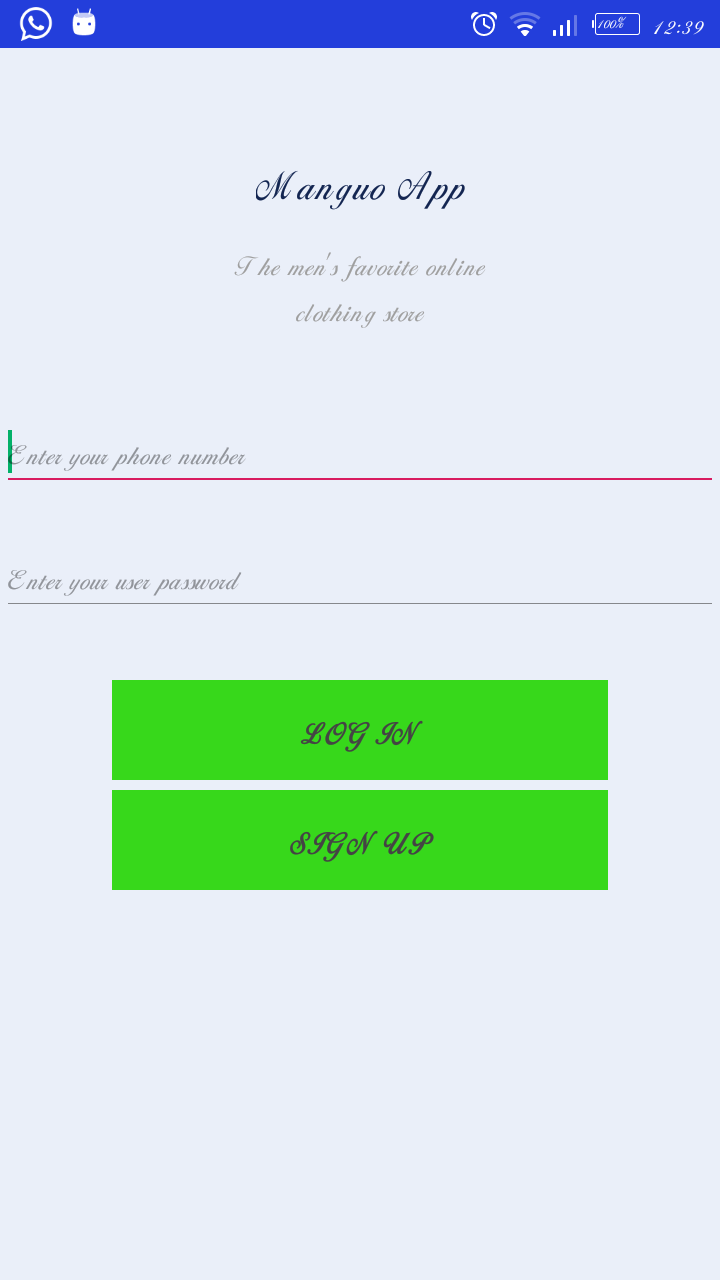 100% 12:39
Manguo App
The men's favorite online
clothing store
Enter your phone number
Enter your user password
LOG IN
SIGN UP